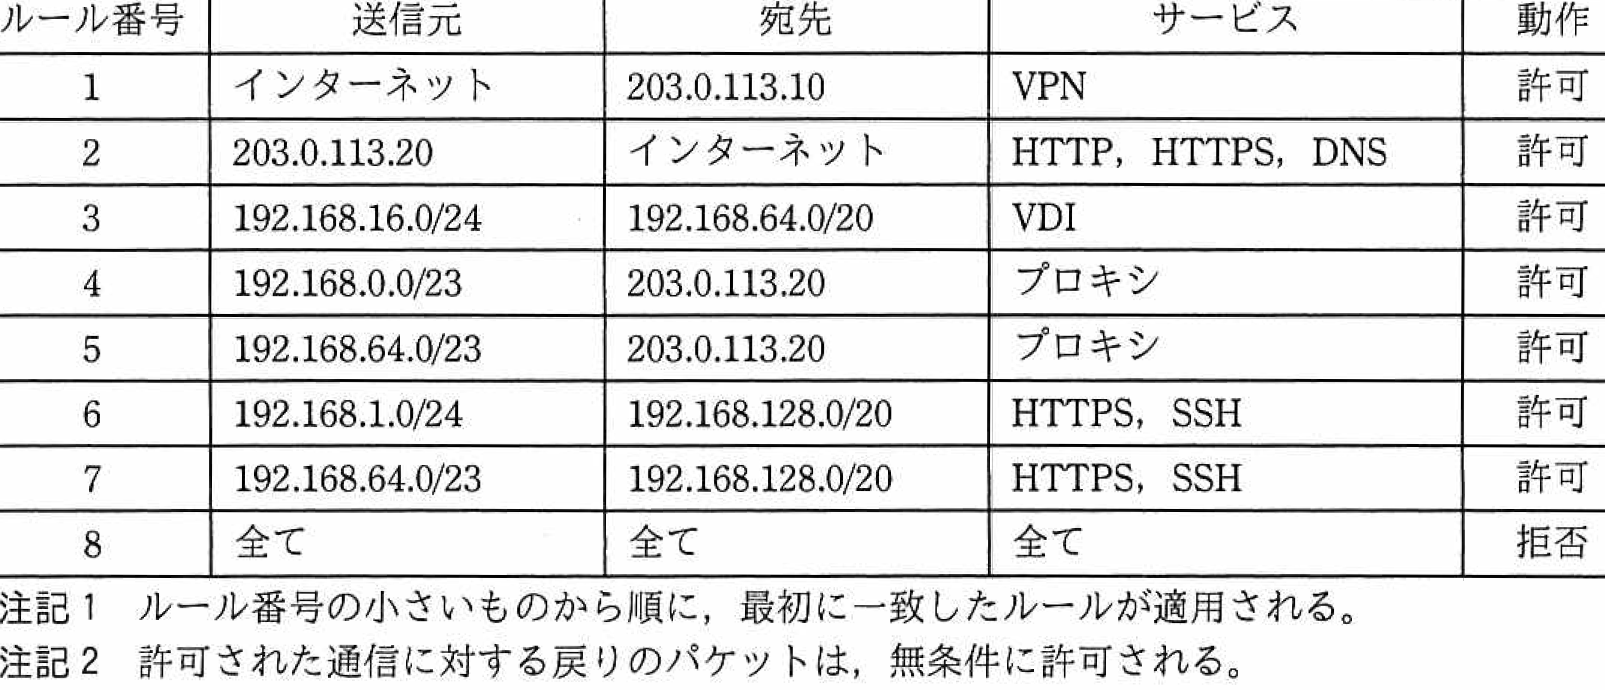 ルール番号 送信元 宛先 サービス 動作
1 インターネット 203.0.113.10 VPN 許可
2 203.0.113.20 インターネット HTTP，HTTPS，DNS 許可
3 192.168.16.0/24 192.168.64.0/20 VDI 許可
4 192.168.0.0/23 203.0.113.20 プロキシ 許可
5 192.168.64.0/23 203.0.113.20 プロキシ 許可
6 192.168.1.0/24 192.168.128.0/20 HTTPS，SSH 許可
7 192.168.64.0/23 192.168.128.0/20 HTTPS，SSH 許可
8 全て 全て 全て 拒否
注記1 ルール番号の小さいものから順に，最初に一致したルールが適用される。
注記2 許可された通信に対する戻りのパケットは，無条件に許可される。